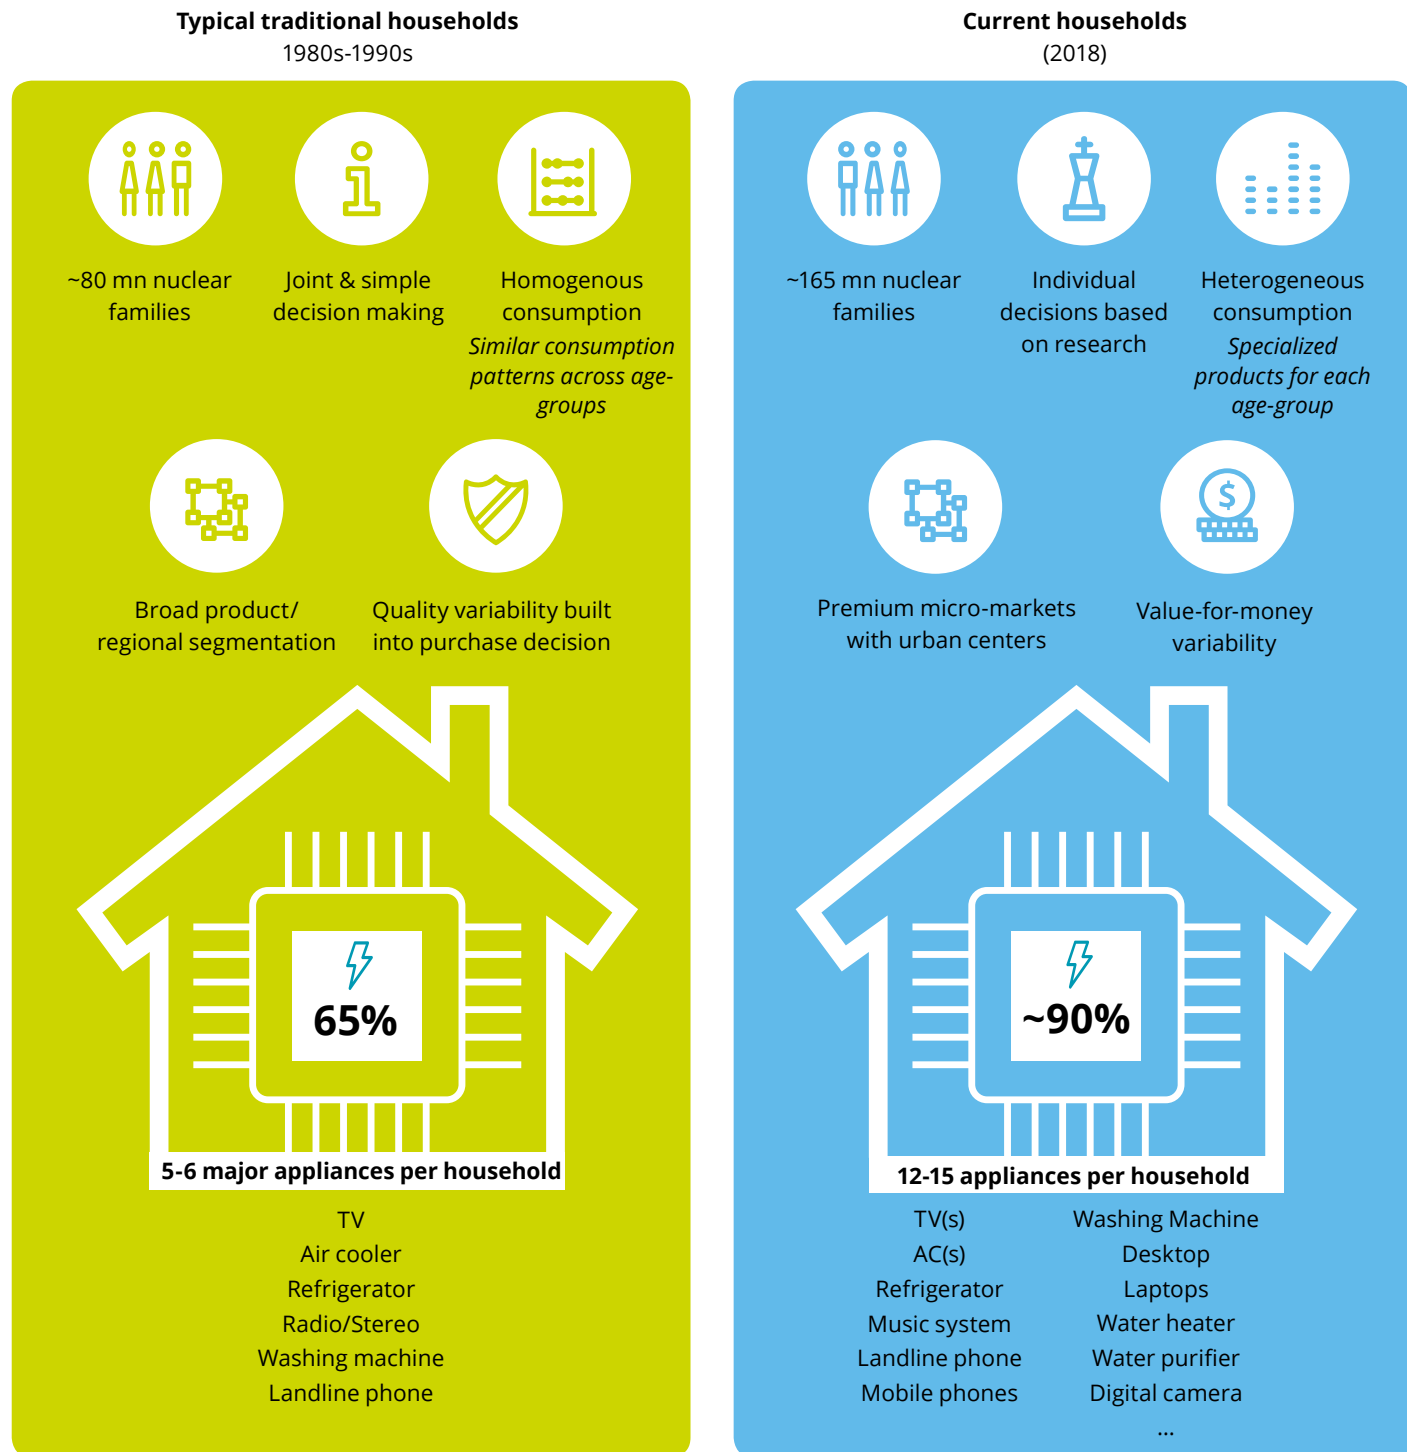 Typical traditional households
1980s-1990s
~80 mn nuclear
families
Joint & simple
decision making
Homogenous
consumption
Similar consumption
patterns across age-
groups
Broad product/
regional segmentation
Quality variability built
into purchase decision
65%
5-6 major appliances per household
TV
Air cooler
Refrigerator
Radio/Stereo
Washing machine
Landline phone
Current households
(2018)
~165 mn nuclear
families
Individual
decisions based
on research
Heterogeneous
consumption
Specialized
products for each
age-group
$
Premium micro-markets
with urban centers
Value-for-money
variability
~90%
12-15 appliances per household
TV(s)
AC(s)
Refrigerator
Music system
Landline phone
Mobile phones
Washing Machine
Desktop
Laptops
Water heater
Water purifier
Digital camera
...